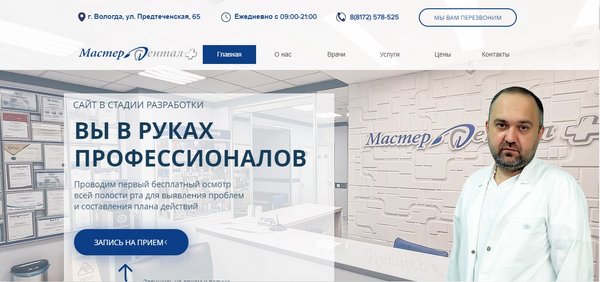 г. Вологда, ул. Предтеченская, 65
Ежедневно с 09:00-21:00
8(8172) 578-525
МЫ ВАМ ПЕРЕЗВОНИМ
Мастер Дентал
Главная
О нас
Врачи
Услуги
Цены
Контакты
САЙТ В СТАДИИ РАЗРАБОТКИ
ВЫ В РУКАХ
ПРОФЕССИОНАЛОВ
Проводим первый бесплатный осмотр
всей полости рта для выявления проблем
и составления плана действий
ЗАПИСЬ НА ПРИЕМ
Мастер Дентал